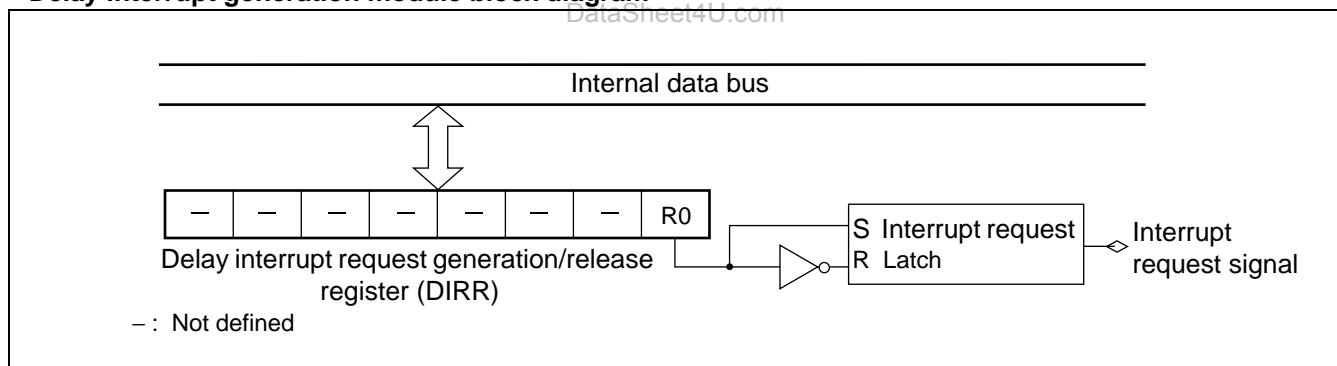 Delay interrupt generation module block diagram
DataSheet4U.com
Internal data bus
– – – – – – – R0
Delay interrupt request generation/release
register (DIRR)
S Interrupt request
R Latch
Interrupt
request signal
– : Not defined